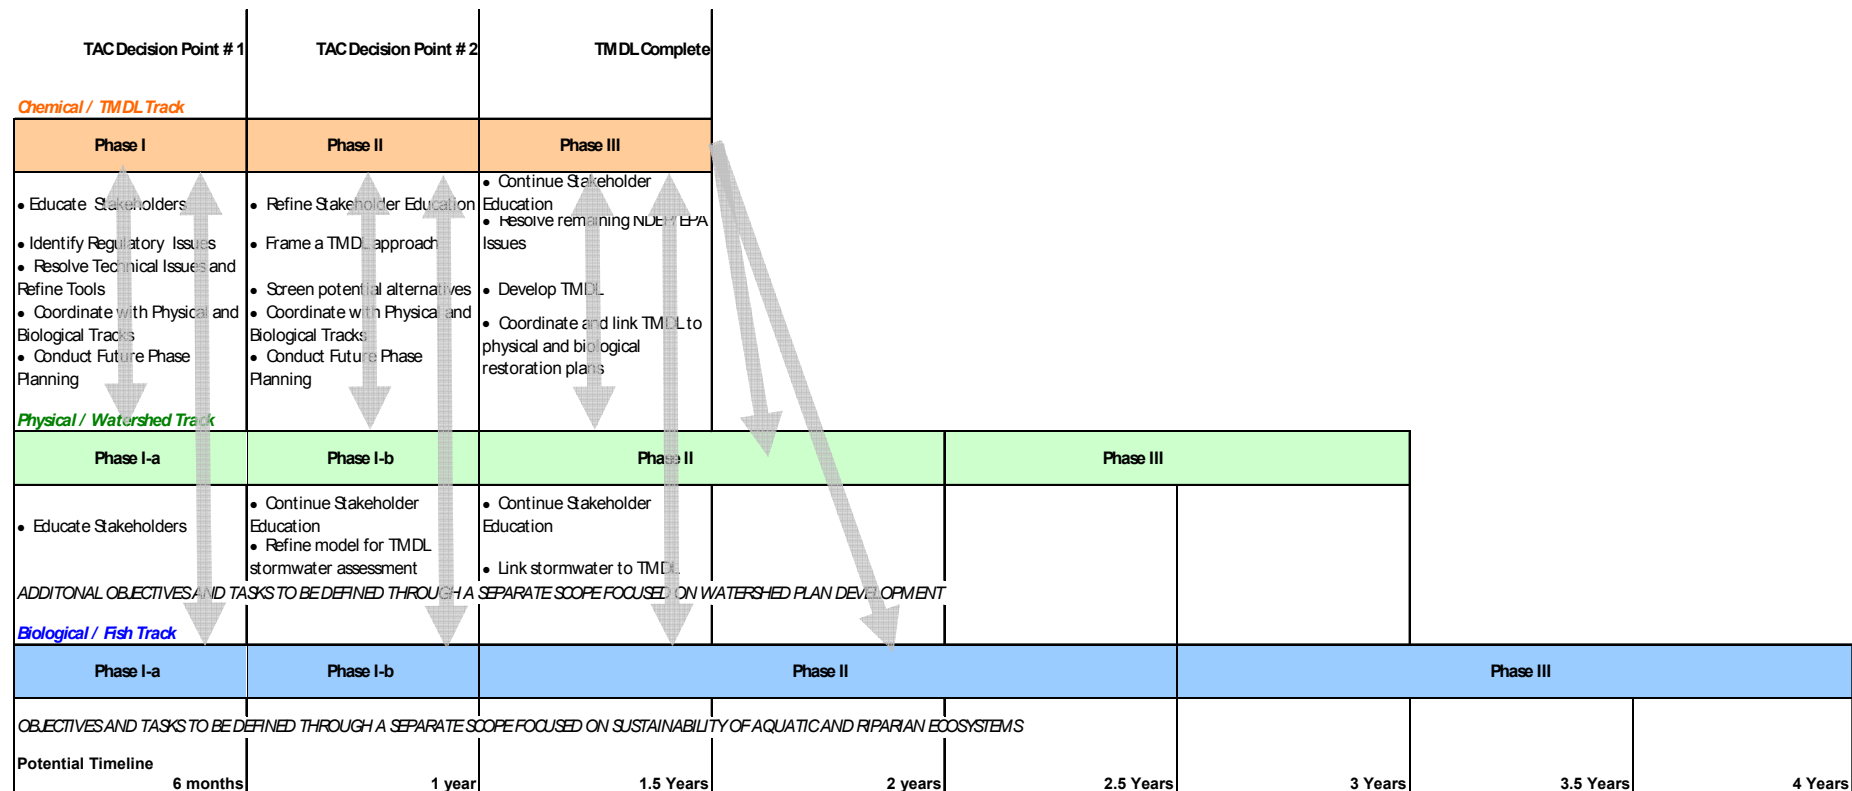 TAC Decision Point # 1
TAC Decision Point # 2
TMDL Complete
Chemical / TMDL Track
Phase I
Phase II
Phase III
• Educate Stakeholders
• Identify Regulatory Issues
• Resolve Technical Issues and
Refine Tools
• Coordinate with Physical and
Biological Tracks
• Conduct Future Phase
Planning
• Refine Stakeholder Education
• Frame a TMDL approach
• Screen potential alternatives
• Coordinate with Physical and
Biological Tracks
• Conduct Future Phase
Planning
• Continue Stakeholder
Education
• Resolve remaining NDEP/EPA
Issues
• Develop TMDL
• Coordinate and link TMDL to
physical and biological
restoration plans
Physical / Watershed Track
Phase I-a
Phase I-b
Phase II
Phase III
• Educate Stakeholders
• Continue Stakeholder
Education
• Refine model for TMDL
stormwater assessment
• Continue Stakeholder
Education
• Link stormwater to TMDL
ADDITONAL OBJECTIVES AND TASKS TO BE DEFINED THROUGH A SEPARATE SCOPE FOCUSED ON WATERSHED PLAN DEVELOPMENT
Biological / Fish Track
Phase I-a
Phase I-b
Phase II
Phase III
OBJECTIVES AND TASKS TO BE DEFINED THROUGH A SEPARATE SCOPE FOCUSED ON SUSTAINABILITY OF AQUATIC AND RIPARIAN ECOSYSTEMS
Potential Timeline
6 months
1 year
1.5 Years
2 years
2.5 Years
3 Years
3.5 Years
4 Years